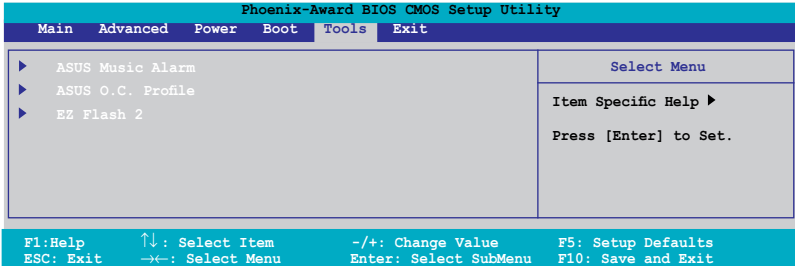 Phoenix-Award BIOS CMOS Setup Utility
Main Advanced Power Boot Tools Exit
ASUS Music Alarm
ASUS O.C. Profile
EZ Flash 2
Select Menu
Item Specific Help
Press [Enter] to Set.
F1:Help ↑↓: Select Item -/+: Change Value F5: Setup Defaults
ESC: Exit →←: Select Menu Enter: Select SubMenu F10: Save and Exit